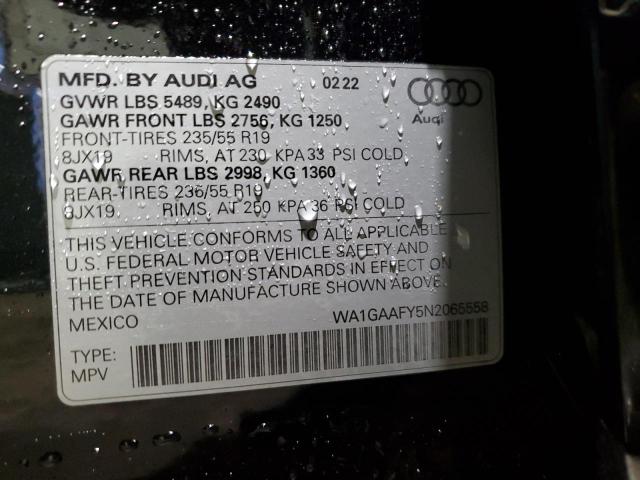 MFD. BY AUDI AG 02 22
GVWR LBS 5489, KG 2490
GAWR FRONT LBS 2756, KG 1250
FRONT-TIRES 235/55 R19
8JX19 RIMS, AT 230 KPA 33 PSI COLD
GAWR REAR LBS 2998, KG 1360
REAR-TIRES 235/55 R19
8JX19 RIMS, AT 250 KPA 36 PSI COLD
Audi
THIS VEHICLE CONFORMS TO ALL APPLICABLE
U.S. FEDERAL MOTOR VEHICLE SAFETY AND
THEFT PREVENTION STANDARDS IN EFFECT ON
THE DATE OF MANUFACTURE SHOWN ABOVE.
MEXICO WA1GAAFY5N2065558
TYPE:
MPV